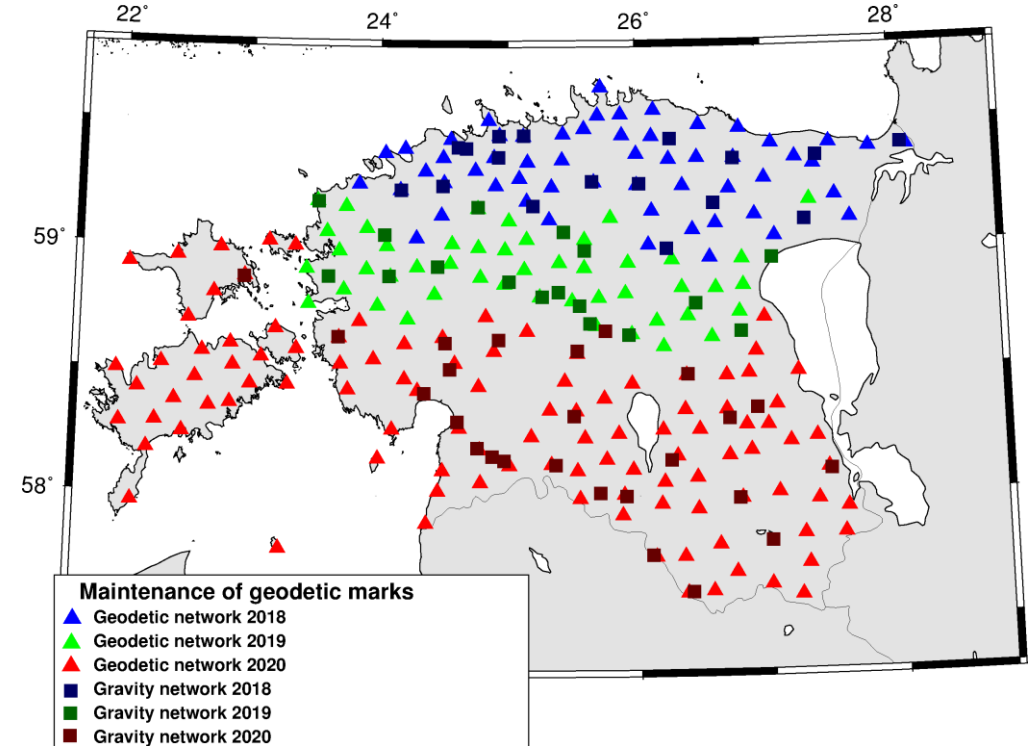 22˚ 24˚ 26˚ 28˚
59˚
58˚
Maintenance of geodetic marks
Geodetic network 2018
Geodetic network 2019
Geodetic network 2020
Gravity network 2018
Gravity network 2019
Gravity network 2020